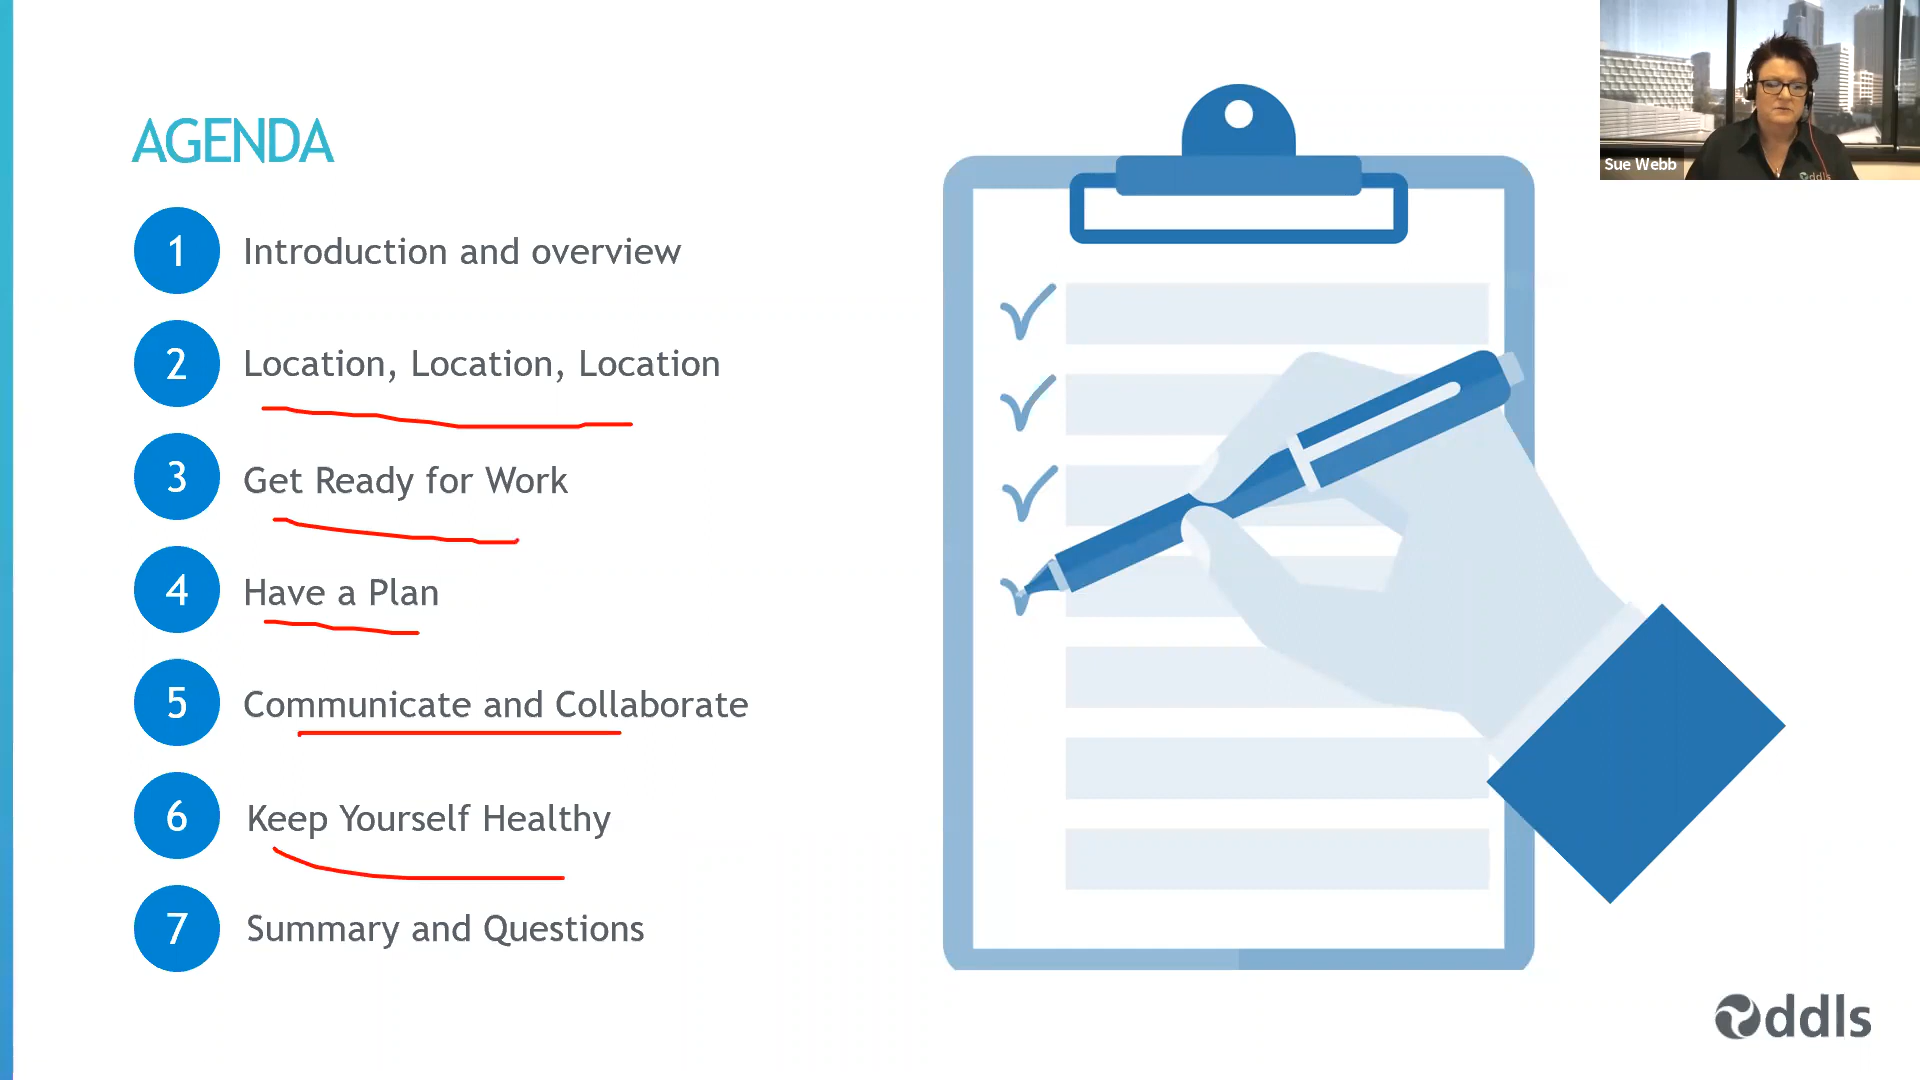 AGENDA
1 Introduction and overview
2 Location, Location, Location
3 Get Ready for Work
4 Have a Plan
5 Communicate and Collaborate
6 Keep Yourself Healthy
7 Summary and Questions
Sue Webb
ddls
ddls